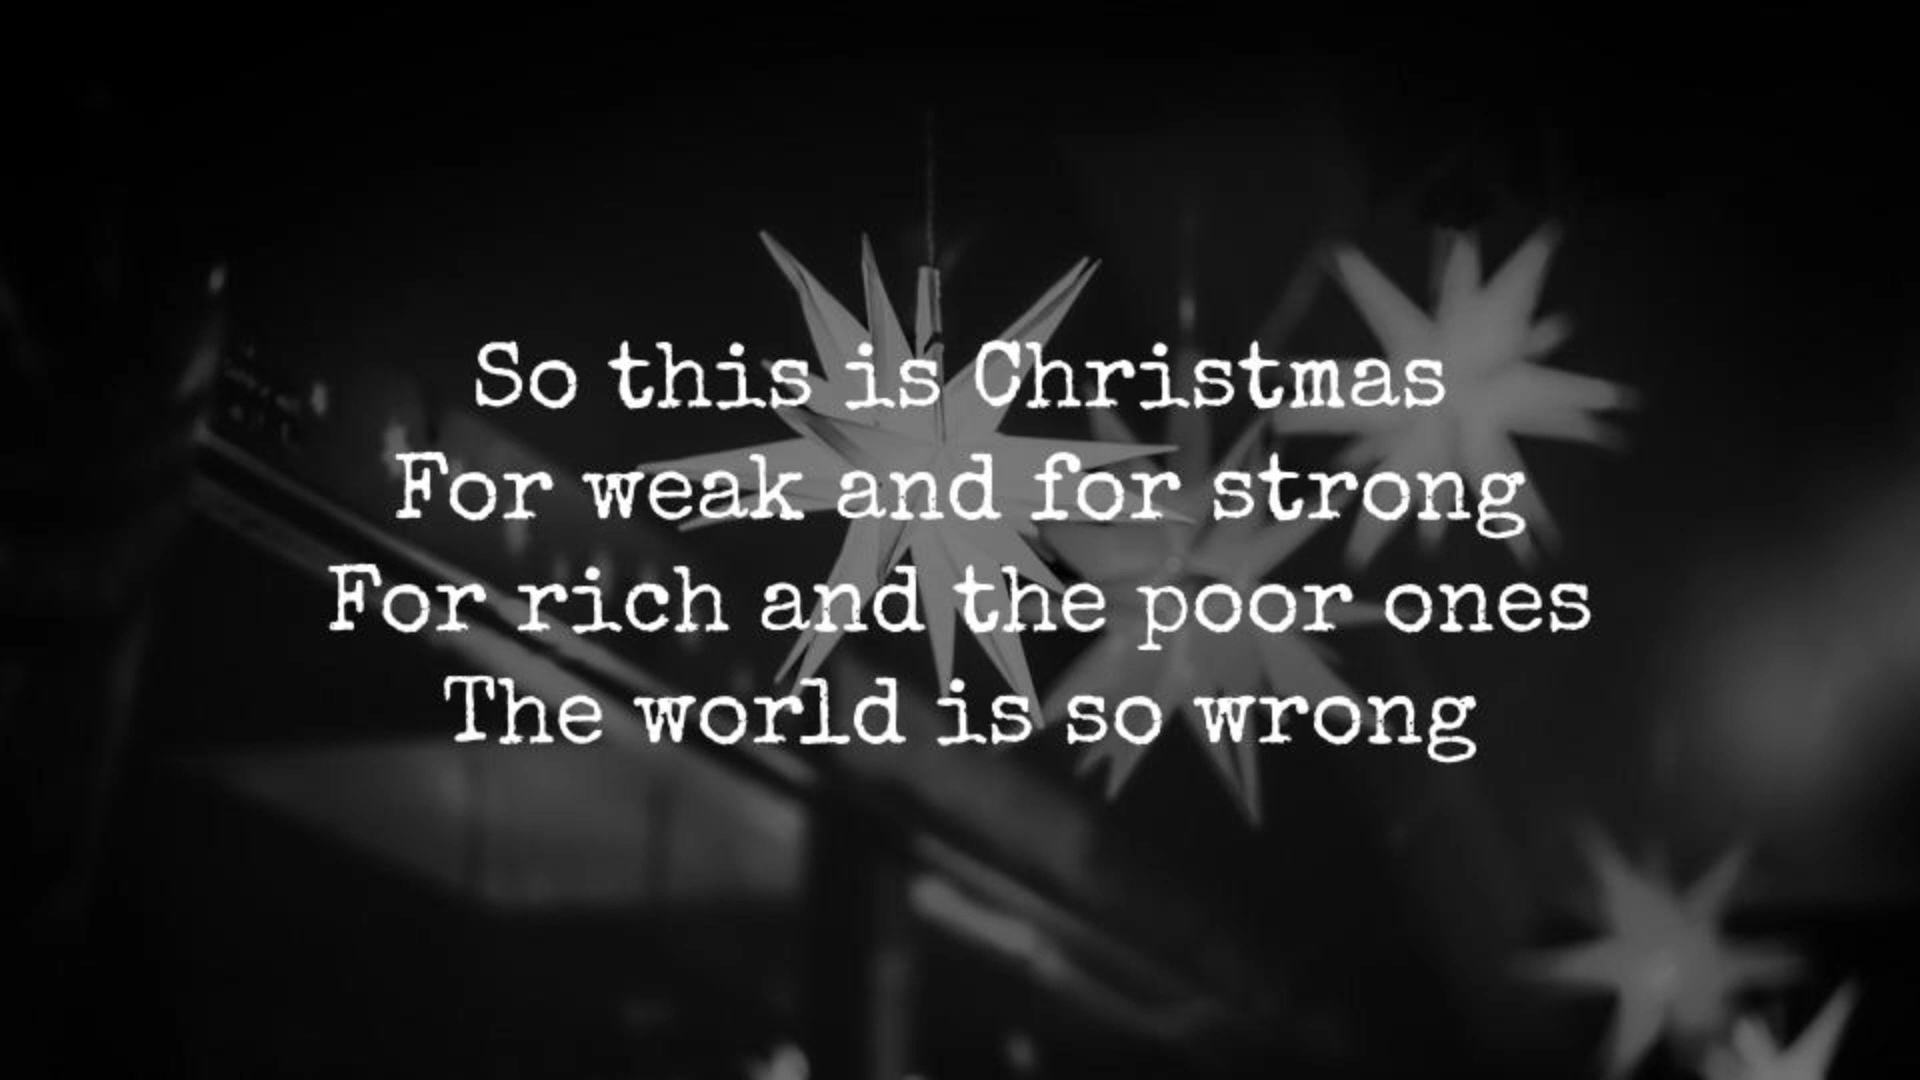 So this is Christmas
For weak and for strong
For rich and the poor ones
The world is so wrong